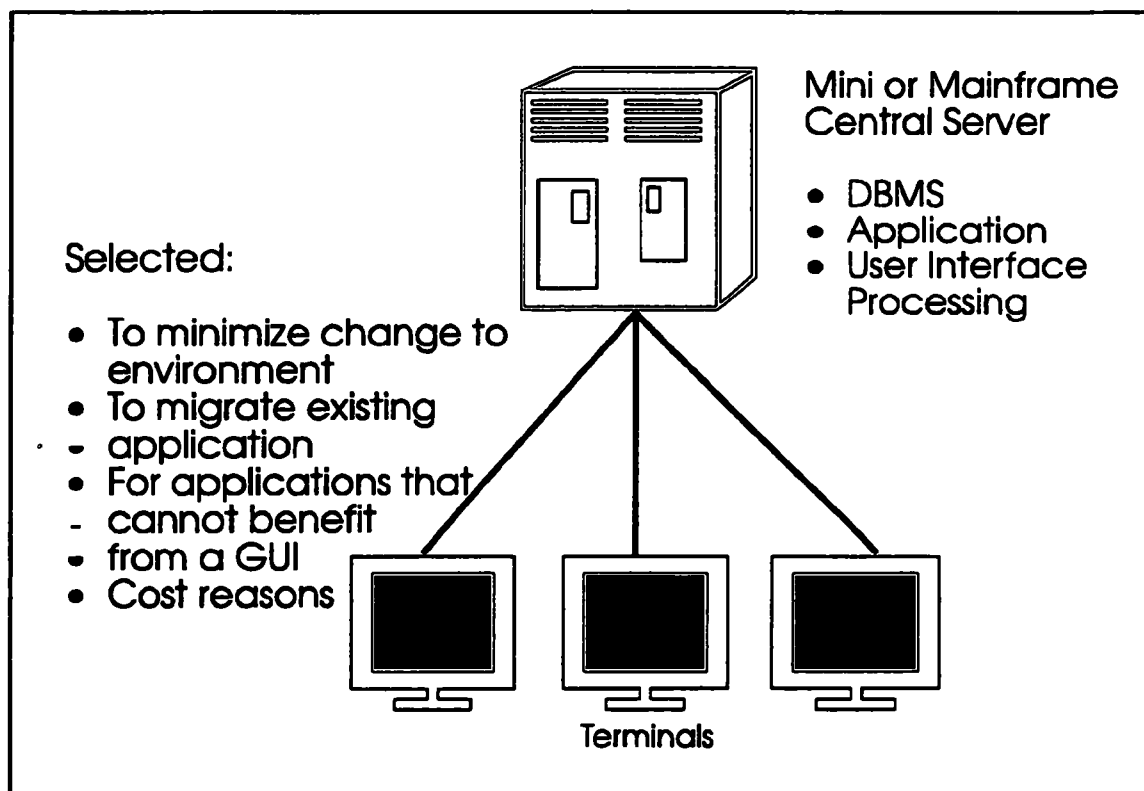 Mini or Mainframe
Central Server
• DBMS
• Application
• User Interface
Processing
Selected:
• To minimize change to
environment
• To migrate existing
- application
• For applications that
- cannot benefit
- from a GUI
• Cost reasons
Terminals